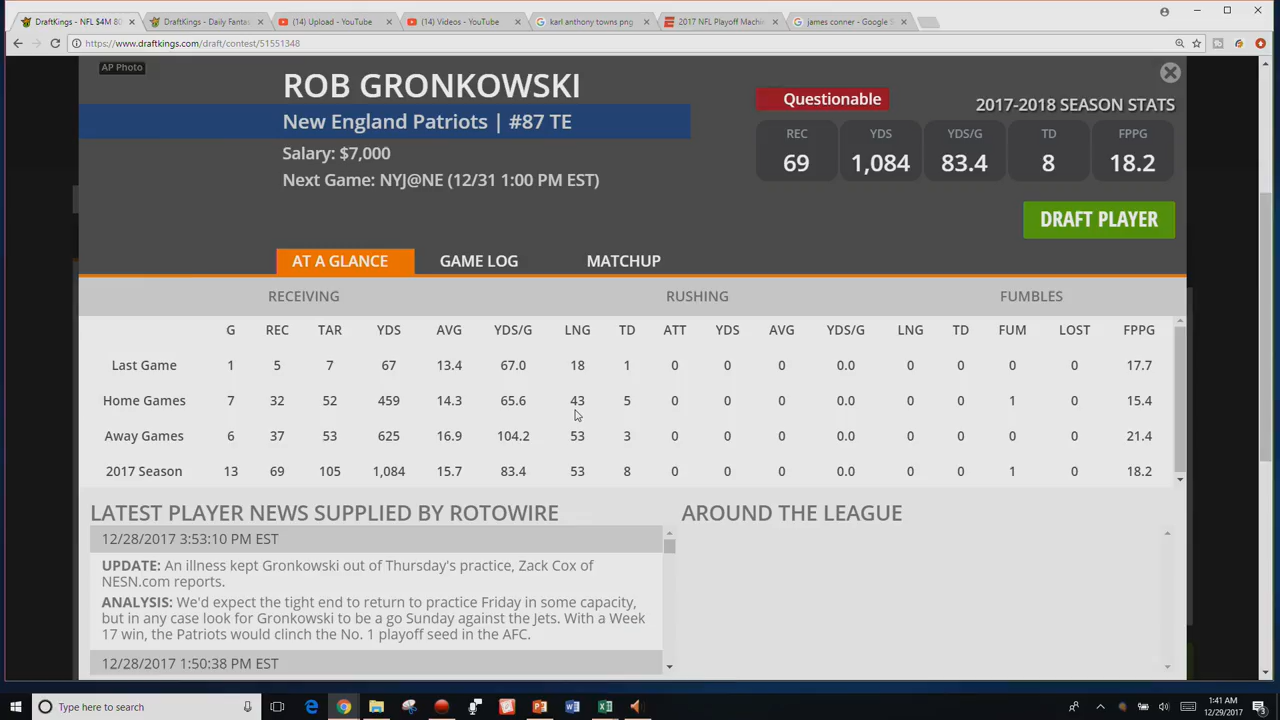 DraftKings - NFL $4M 80
DraftKings - Daily Fantas
(14) Upload - YouTube
(14) Videos - YouTube
karl anthony towns png
2017 NFL Playoff Machin
james conner - Google S
https://www.draftkings.com/draft/contest/51551348
AP Photo
ROB GRONKOWSKI
New England Patriots | #87 TE
Salary: $7,000
Next Game: NYJ@NE (12/31 1:00 PM EST)
Questionable
2017-2018 SEASON STATS
REC YDS YDS/G TD FPPG
69 1,084 83.4 8 18.2
DRAFT PLAYER
AT A GLANCE GAME LOG MATCHUP
RECEIVING RUSHING FUMBLES
G REC TAR YDS AVG YDS/G LNG TD ATT YDS AVG YDS/G LNG TD FUM LOST FPPG
Last Game 1 5 7 67 13.4 67.0 18 1 0 0 0 0.0 0 0 0 0 17.7
Home Games 7 32 52 459 14.3 65.6 43 5 0 0 0 0.0 0 0 1 0 15.4
Away Games 6 37 53 625 16.9 104.2 53 3 0 0 0 0.0 0 0 0 0 21.4
2017 Season 13 69 105 1,084 15.7 83.4 53 8 0 0 0 0.0 0 0 1 0 18.2
LATEST PLAYER NEWS SUPPLIED BY ROTOWIRE
12/28/2017 3:53:10 PM EST
UPDATE: An illness kept Gronkowski out of Thursday's practice, Zack Cox of
NESN.com reports.
ANALYSIS: We'd expect the tight end to return to practice Friday in some capacity,
but in any case look for Gronkowski to be a go Sunday against the Jets. With a Week
17 win, the Patriots would clinch the No. 1 playoff seed in the AFC.
12/28/2017 1:50:38 PM EST
AROUND THE LEAGUE
Type here to search
1:41 AM
12/29/2017